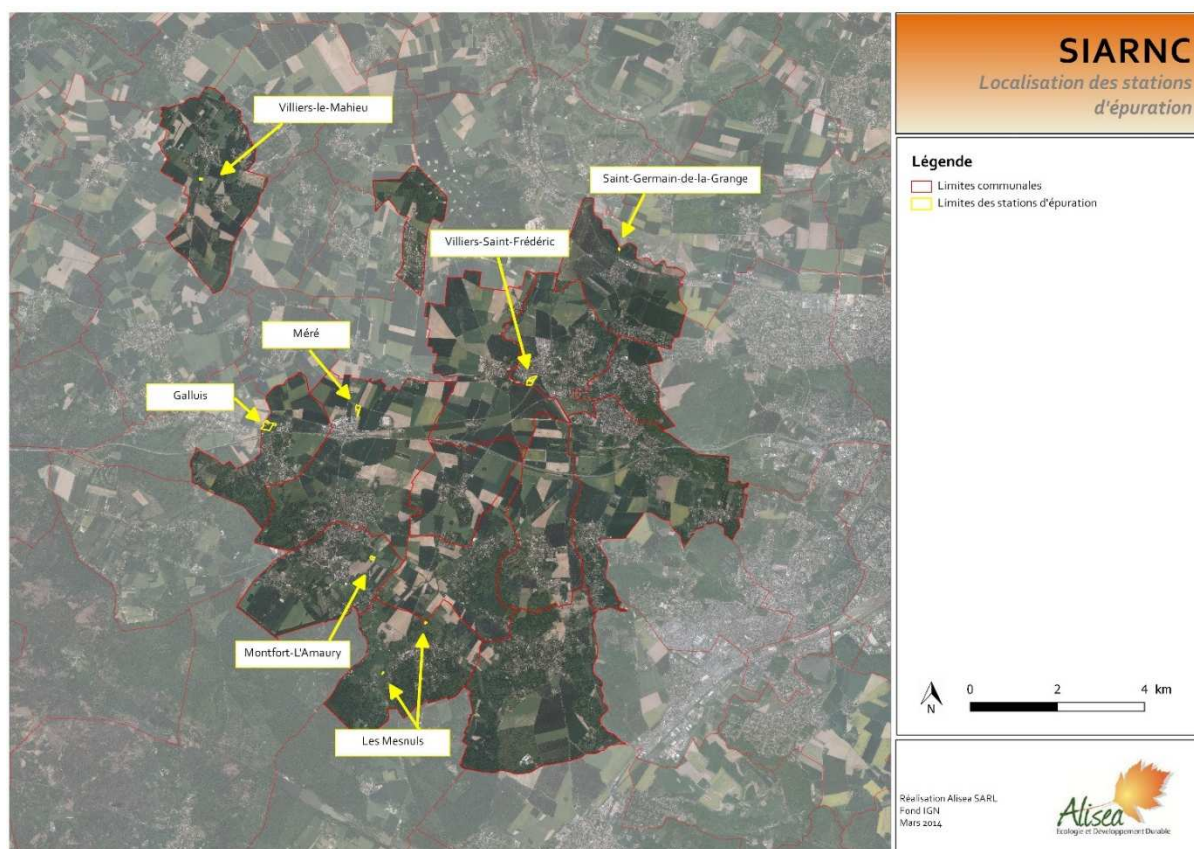 SIARNC
Localisation des stations
d'épuration
Légende
Limites communales
Limites des stations d'épuration
Villiers-le-Mahieu
Saint-Germain-de-la-Grange
Villiers-Saint-Frédéric
Méré
Galluis
Montfort-L'Amaury
Les Mesnuls
N
0 2 4 km
Réalisation Alisea SARL
Fond IGN
Mars 2014
Alisea
Ecologie et Développement Durable